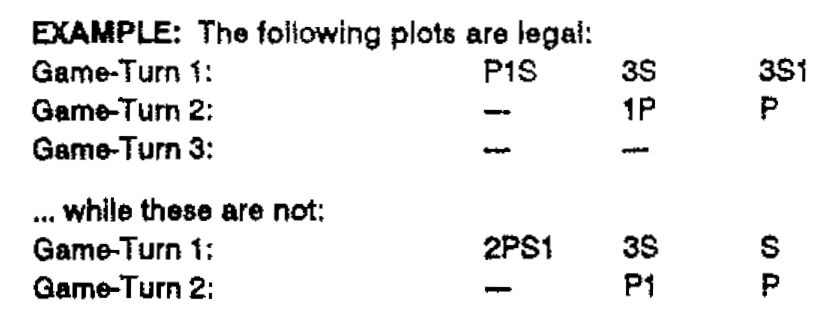 EXAMPLE: The following plots are legal:
Game-Turn 1: P1S 3S 3S1
Game-Turn 2: — 1P P
Game-Turn 3: — —
... while these are not:
Game-Turn 1: 2PS1 3S S
Game-Turn 2: — P1 P